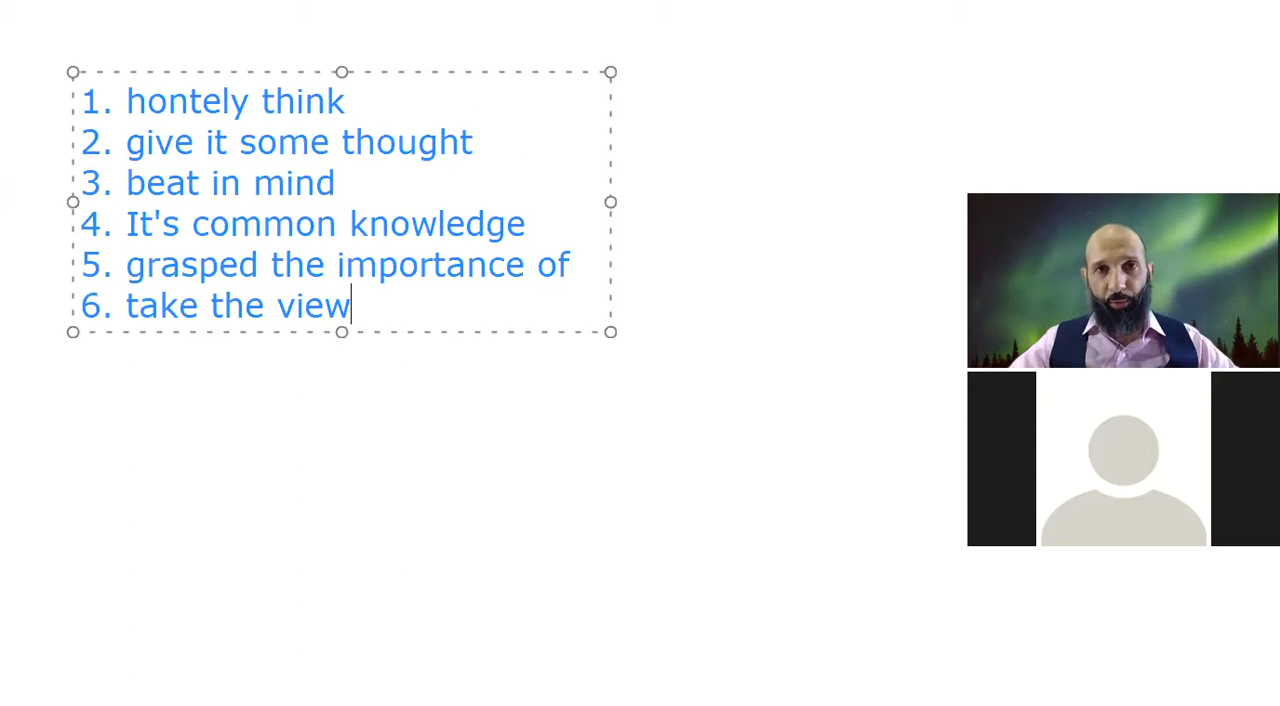 1. hontely think
2. give it some thought
3. beat in mind
4. It's common knowledge
5. grasped the importance of
6. take the view